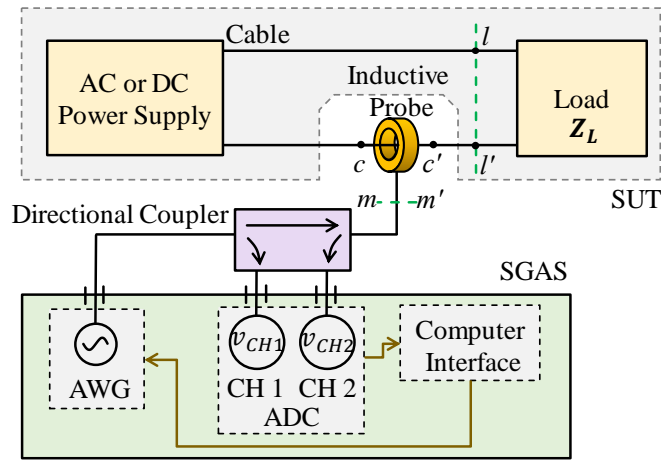 Cable
l
AC or DC
Power Supply
Inductive
Probe
Load
Z_L
c
c'
l'
SUT
m
m'
Directional Coupler
SGAS
v_CH1
v_CH2
AWG
CH 1
CH 2
ADC
Computer
Interface